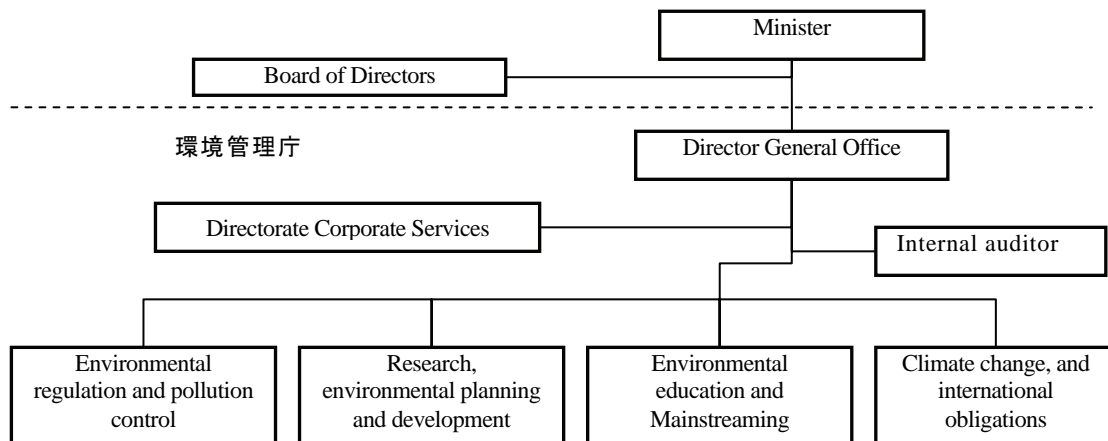 Minister
Board of Directors
環境管理庁
Director General Office
Directorate Corporate Services
Internal auditor
Environmental
regulation and pollution
control
Research,
environmental planning
and development
Environmental
education and
Mainstreaming
Climate change, and
international
obligations